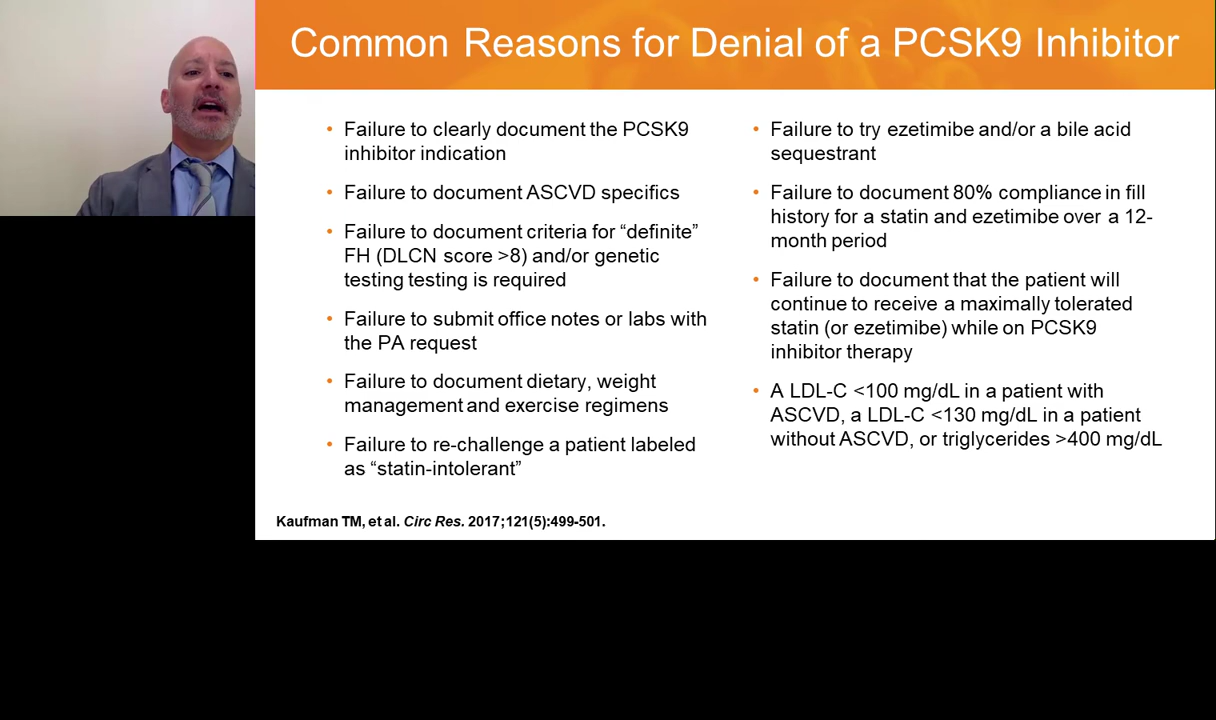 Common Reasons for Denial of a PCSK9 Inhibitor
• Failure to clearly document the PCSK9
inhibitor indication
• Failure to document ASCVD specifics
• Failure to document criteria for “definite”
FH (DLCN score >8) and/or genetic
testing testing is required
• Failure to submit office notes or labs with
the PA request
• Failure to document dietary, weight
management and exercise regimens
• Failure to re-challenge a patient labeled
as “statin-intolerant”
• Failure to try ezetimibe and/or a bile acid
sequestrant
• Failure to document 80% compliance in fill
history for a statin and ezetimibe over a 12-
month period
• Failure to document that the patient will
continue to receive a maximally tolerated
statin (or ezetimibe) while on PCSK9
inhibitor therapy
• A LDL-C <100 mg/dL in a patient with
ASCVD, a LDL-C <130 mg/dL in a patient
without ASCVD, or triglycerides >400 mg/dL
Kaufman TM, et al. Circ Res. 2017;121(5):499-501.